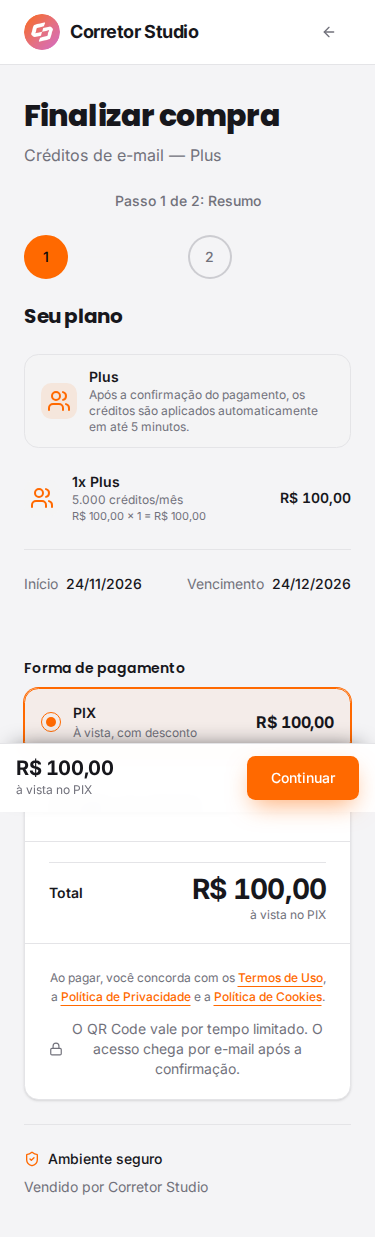 Corretor Studio
Finalizar compra
Créditos de e-mail — Plus
Passo 1 de 2: Resumo
1
2
Seu plano
Plus
Após a confirmação do pagamento, os
créditos são aplicados automaticamente
em até 5 minutos.
1x Plus
5.000 créditos/mês
R$ 100,00 × 1 = R$ 100,00
R$ 100,00
Início 24/11/2026
Vencimento 24/12/2026
Forma de pagamento
PIX
À vista, com desconto
R$ 100,00
R$ 100,00
à vista no PIX
Continuar
Total
R$ 100,00
à vista no PIX
Ao pagar, você concorda com os Termos de Uso,
a Política de Privacidade e a Política de Cookies.
O QR Code vale por tempo limitado. O
acesso chega por e-mail após a
confirmação.
Ambiente seguro
Vendido por Corretor Studio